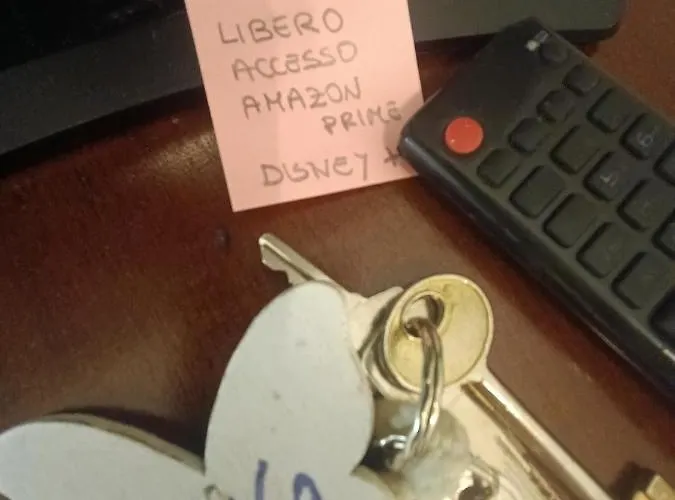 LIBERO
ACCESSO
AMAZON
PRIME
DISNEY +